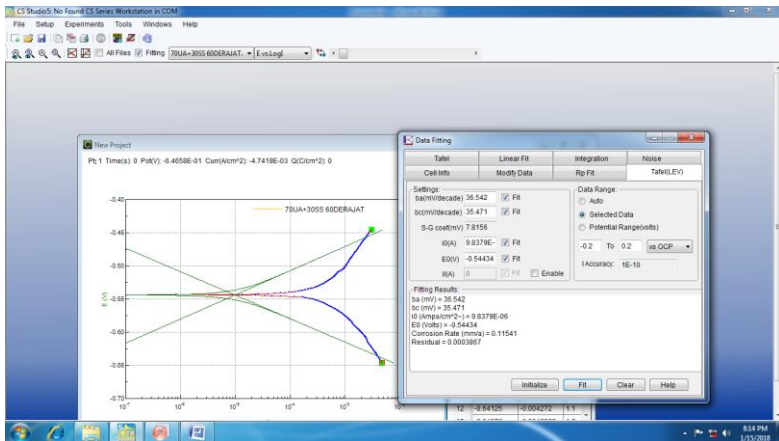 CS Studio5: No Found CS Series Workstation in COM
File Setup Experiments Tools Windows Help
All Files Fitting 70UA+30SS 60DERAJAT. E vs.LogI
New Project
Pt: 1 Time(s): 0 Pot(V): -6.4658E-01 Curr(A/cm^2): -4.7419E-03 Q(C/cm^2): 0
70UA+30SS 60DERAJAT
E (V)
-0.40
-0.45
-0.50
-0.55
-0.60
-0.65
-0.70
Data Fitting
Tafel Linear Fit Integration Noise
Cell Info Modify Data Rp Fit Tafel(LEV)
Settings:
ba(mV/decade) 36.542 Fit
bc(mV/decade) 35.471 Fit
S-G coef(mV) 7.8156
i0(A) 9.8379E- Fit
E0(V) -0.54434 Fit
il(A) 0 Fit Enable
Data Range:
Auto
Selected Data
Potential Range(volts)
-0.2 To 0.2 vs OCP
I Accuracy: 1E-10
Fitting Results:
ba (mV) = 36.542
bc (mV) = 35.471
i0 (Amps/cm^2~) = 9.8379E-06
E0 (Volts) = -0.54434
Corrosion Rate (mm/a) = 0.11541
Residual = 0.0003867
Initialize Fit Clear Help
12 -0.64125 -0.004272 1.1
8:14 PM
1/15/2018